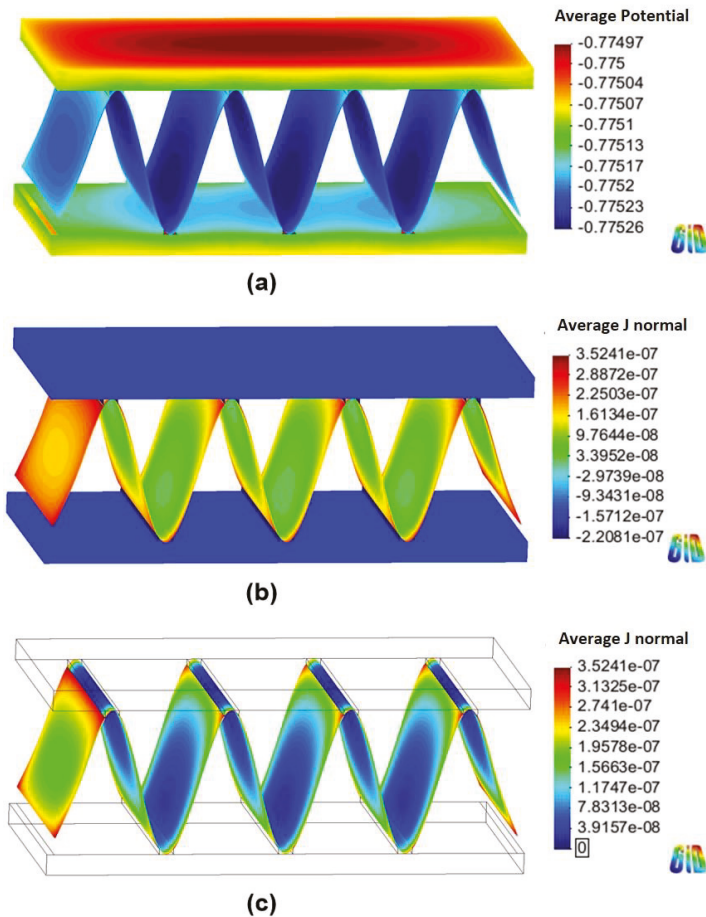 Average Potential
-0.77497
-0.775
-0.77504
-0.77507
-0.7751
-0.77513
-0.77517
-0.7752
-0.77523
-0.77526
GiD
(a)
Average J normal
3.5241e-07
2.8872e-07
2.2503e-07
1.6134e-07
9.7644e-08
3.3952e-08
-2.9739e-08
-9.3431e-08
-1.5712e-07
-2.2081e-07
GiD
(b)
Average J normal
3.5241e-07
3.1325e-07
2.741e-07
2.3494e-07
1.9578e-07
1.5663e-07
1.1747e-07
7.8313e-08
3.9157e-08
0
GiD
(c)